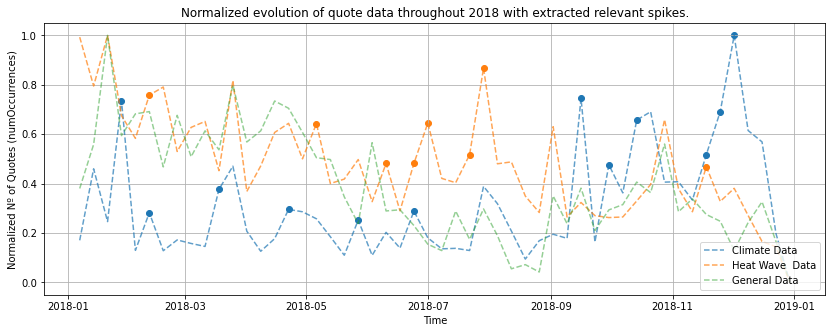 Normalized evolution of quote data throughout 2018 with extracted relevant spikes.
Normalized Nº of Quotes (numOccurrences)
1.0
0.8
0.6
0.4
0.2
0.0
Climate Data
Heat Wave  Data
General Data
2018-01
2018-03
2018-05
2018-07
2018-09
2018-11
2019-01
Time